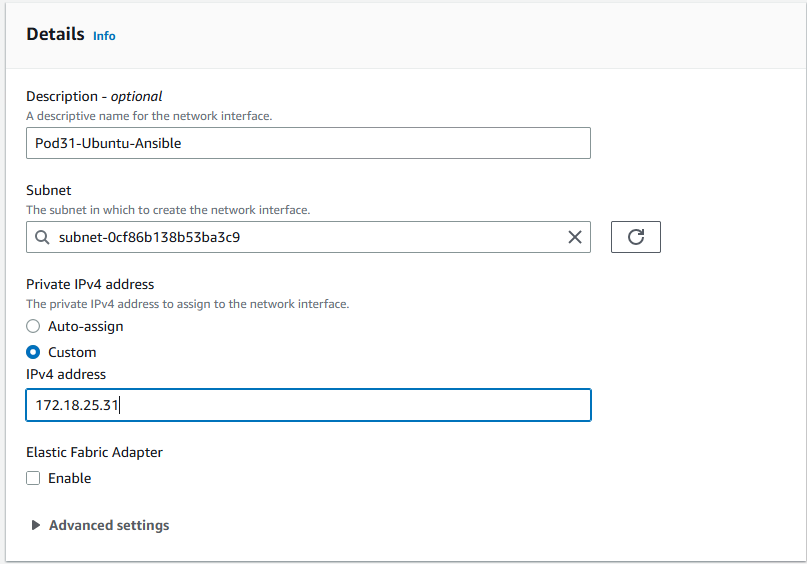 Details Info
Description - optional
A descriptive name for the network interface.
Pod31-Ubuntu-Ansible
Subnet
The subnet in which to create the network interface.
subnet-0cf86b138b53ba3c9
Private IPv4 address
The private IPv4 address to assign to the network interface.
Auto-assign
Custom
IPv4 address
172.18.25.31
Elastic Fabric Adapter
Enable
Advanced settings